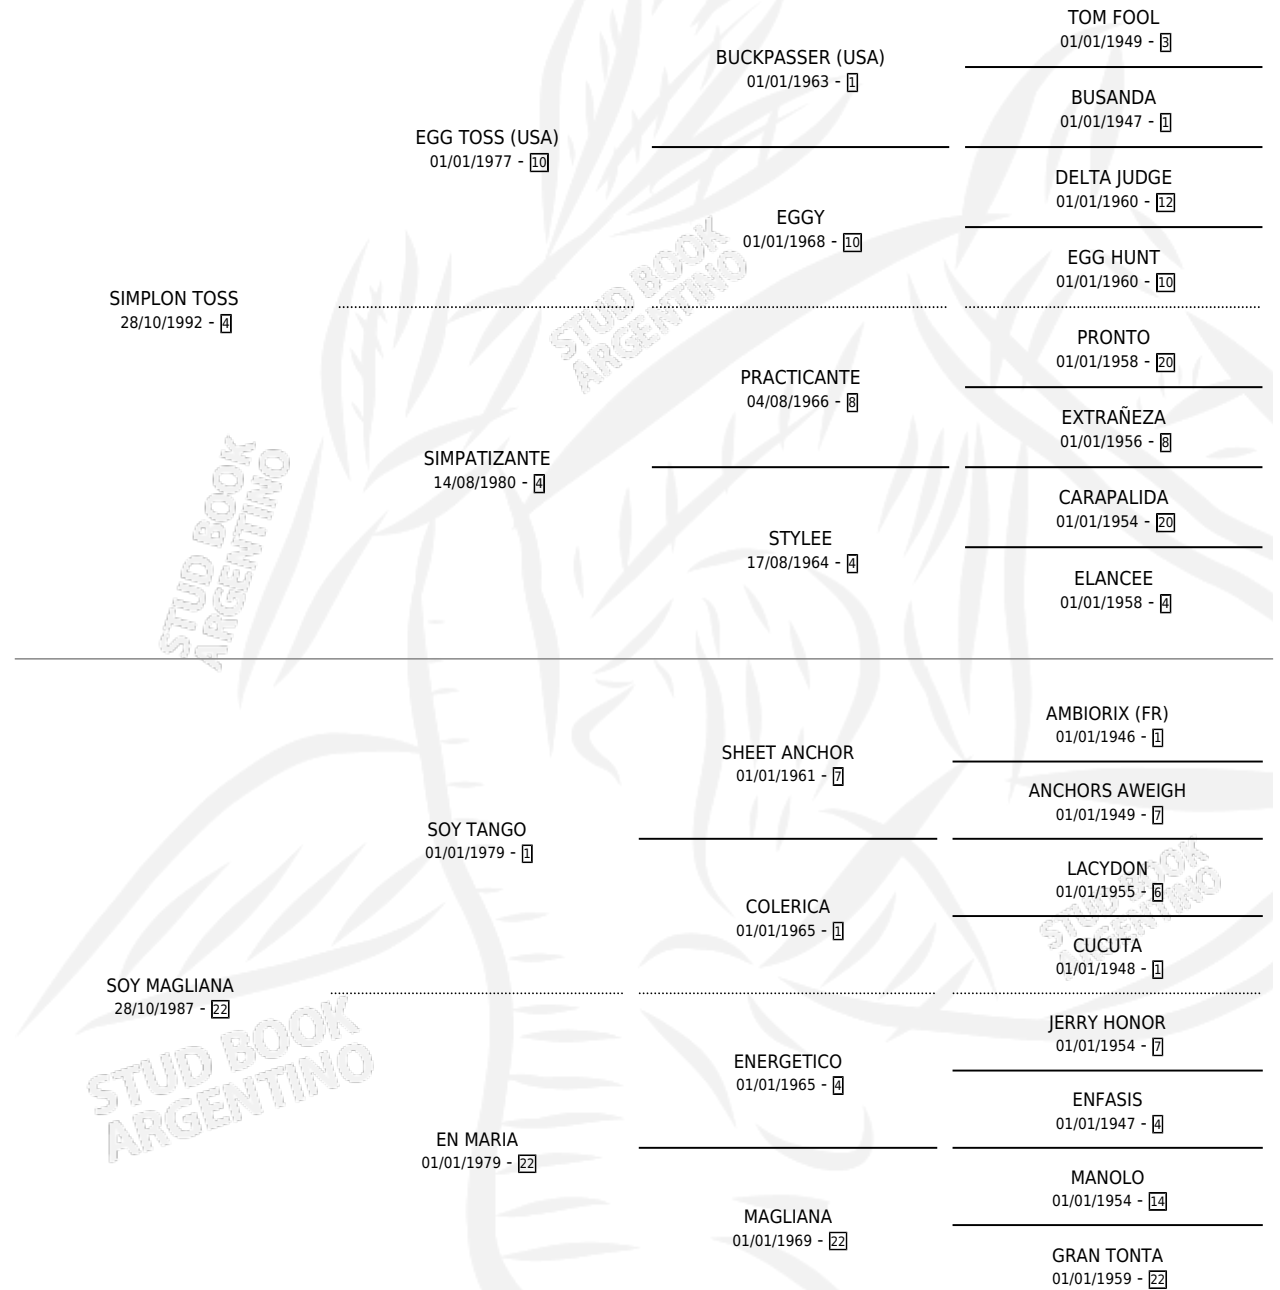 TOM FOOL
01/01/1949 - 3
BUCKPASSER (USA)
01/01/1963 - 1
BUSANDA
01/01/1947 - 1
EGG TOSS (USA)
01/01/1977 - 10
DELTA JUDGE
01/01/1960 - 12
EGGY
01/01/1968 - 10
EGG HUNT
01/01/1960 - 10
SIMPLON TOSS
28/10/1992 - 4
PRONTO
01/01/1958 - 20
PRACTICANTE
04/08/1966 - 8
EXTRAÑEZA
01/01/1956 - 8
SIMPATIZANTE
14/08/1980 - 4
CARAPALIDA
01/01/1954 - 20
STYLEE
17/08/1964 - 4
ELANCEE
01/01/1958 - 4
STUD BOOK
ARGENTINO
STUD BOOK
ARGENTINO
AMBIORIX (FR)
01/01/1946 - 1
SHEET ANCHOR
01/01/1961 - 7
ANCHORS AWEIGH
01/01/1949 - 7
SOY TANGO
01/01/1979 - 1
LACYDON
01/01/1955 - 6
COLERICA
01/01/1965 - 1
CUCUTA
01/01/1948 - 1
STUD BOOK
ARGENTINO
SOY MAGLIANA
28/10/1987 - 22
JERRY HONOR
01/01/1954 - 7
ENERGETICO
01/01/1965 - 4
ENFASIS
01/01/1947 - 4
EN MARIA
01/01/1979 - 22
MANOLO
01/01/1954 - 14
MAGLIANA
01/01/1969 - 22
GRAN TONTA
01/01/1959 - 22
STUD BOOK
ARGENTINO